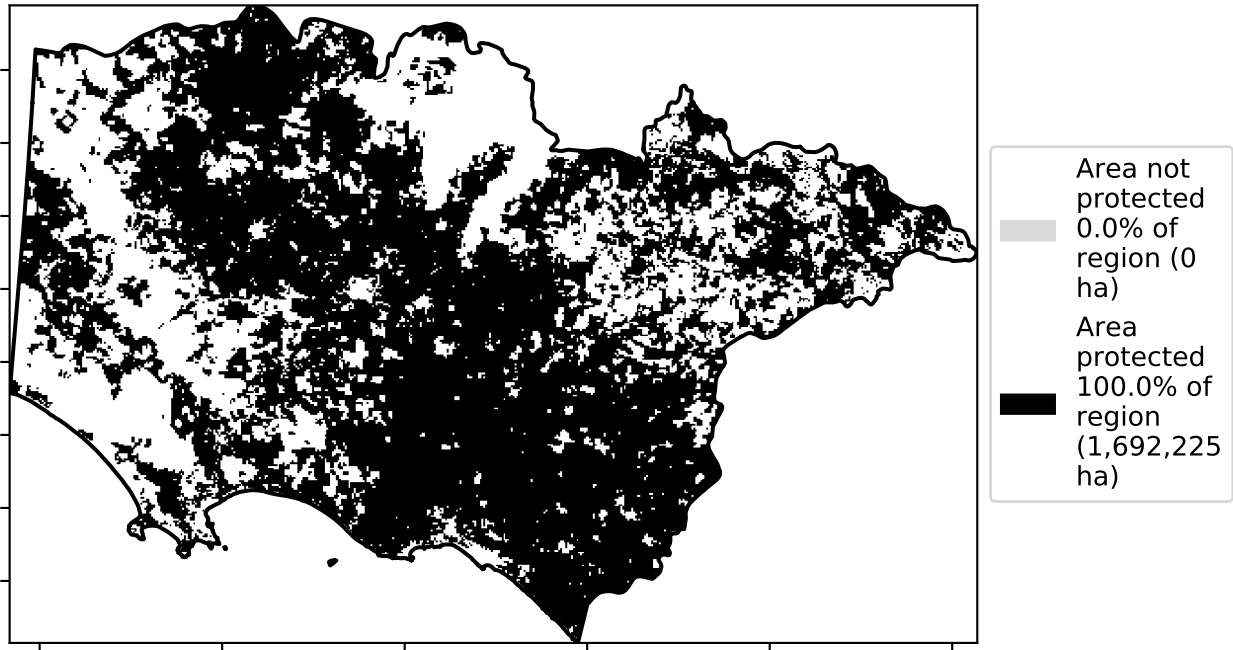 Area not
protected
0.0% of
region (0
ha)
Area
protected
100.0% of
region
(1,692,225
ha)